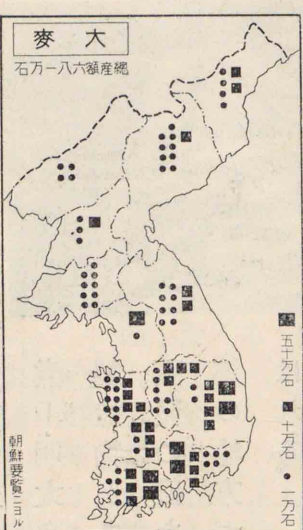 大麥
総産額六八一万石
五十万石
十万石
一万石
朝鮮要覧ニヨル